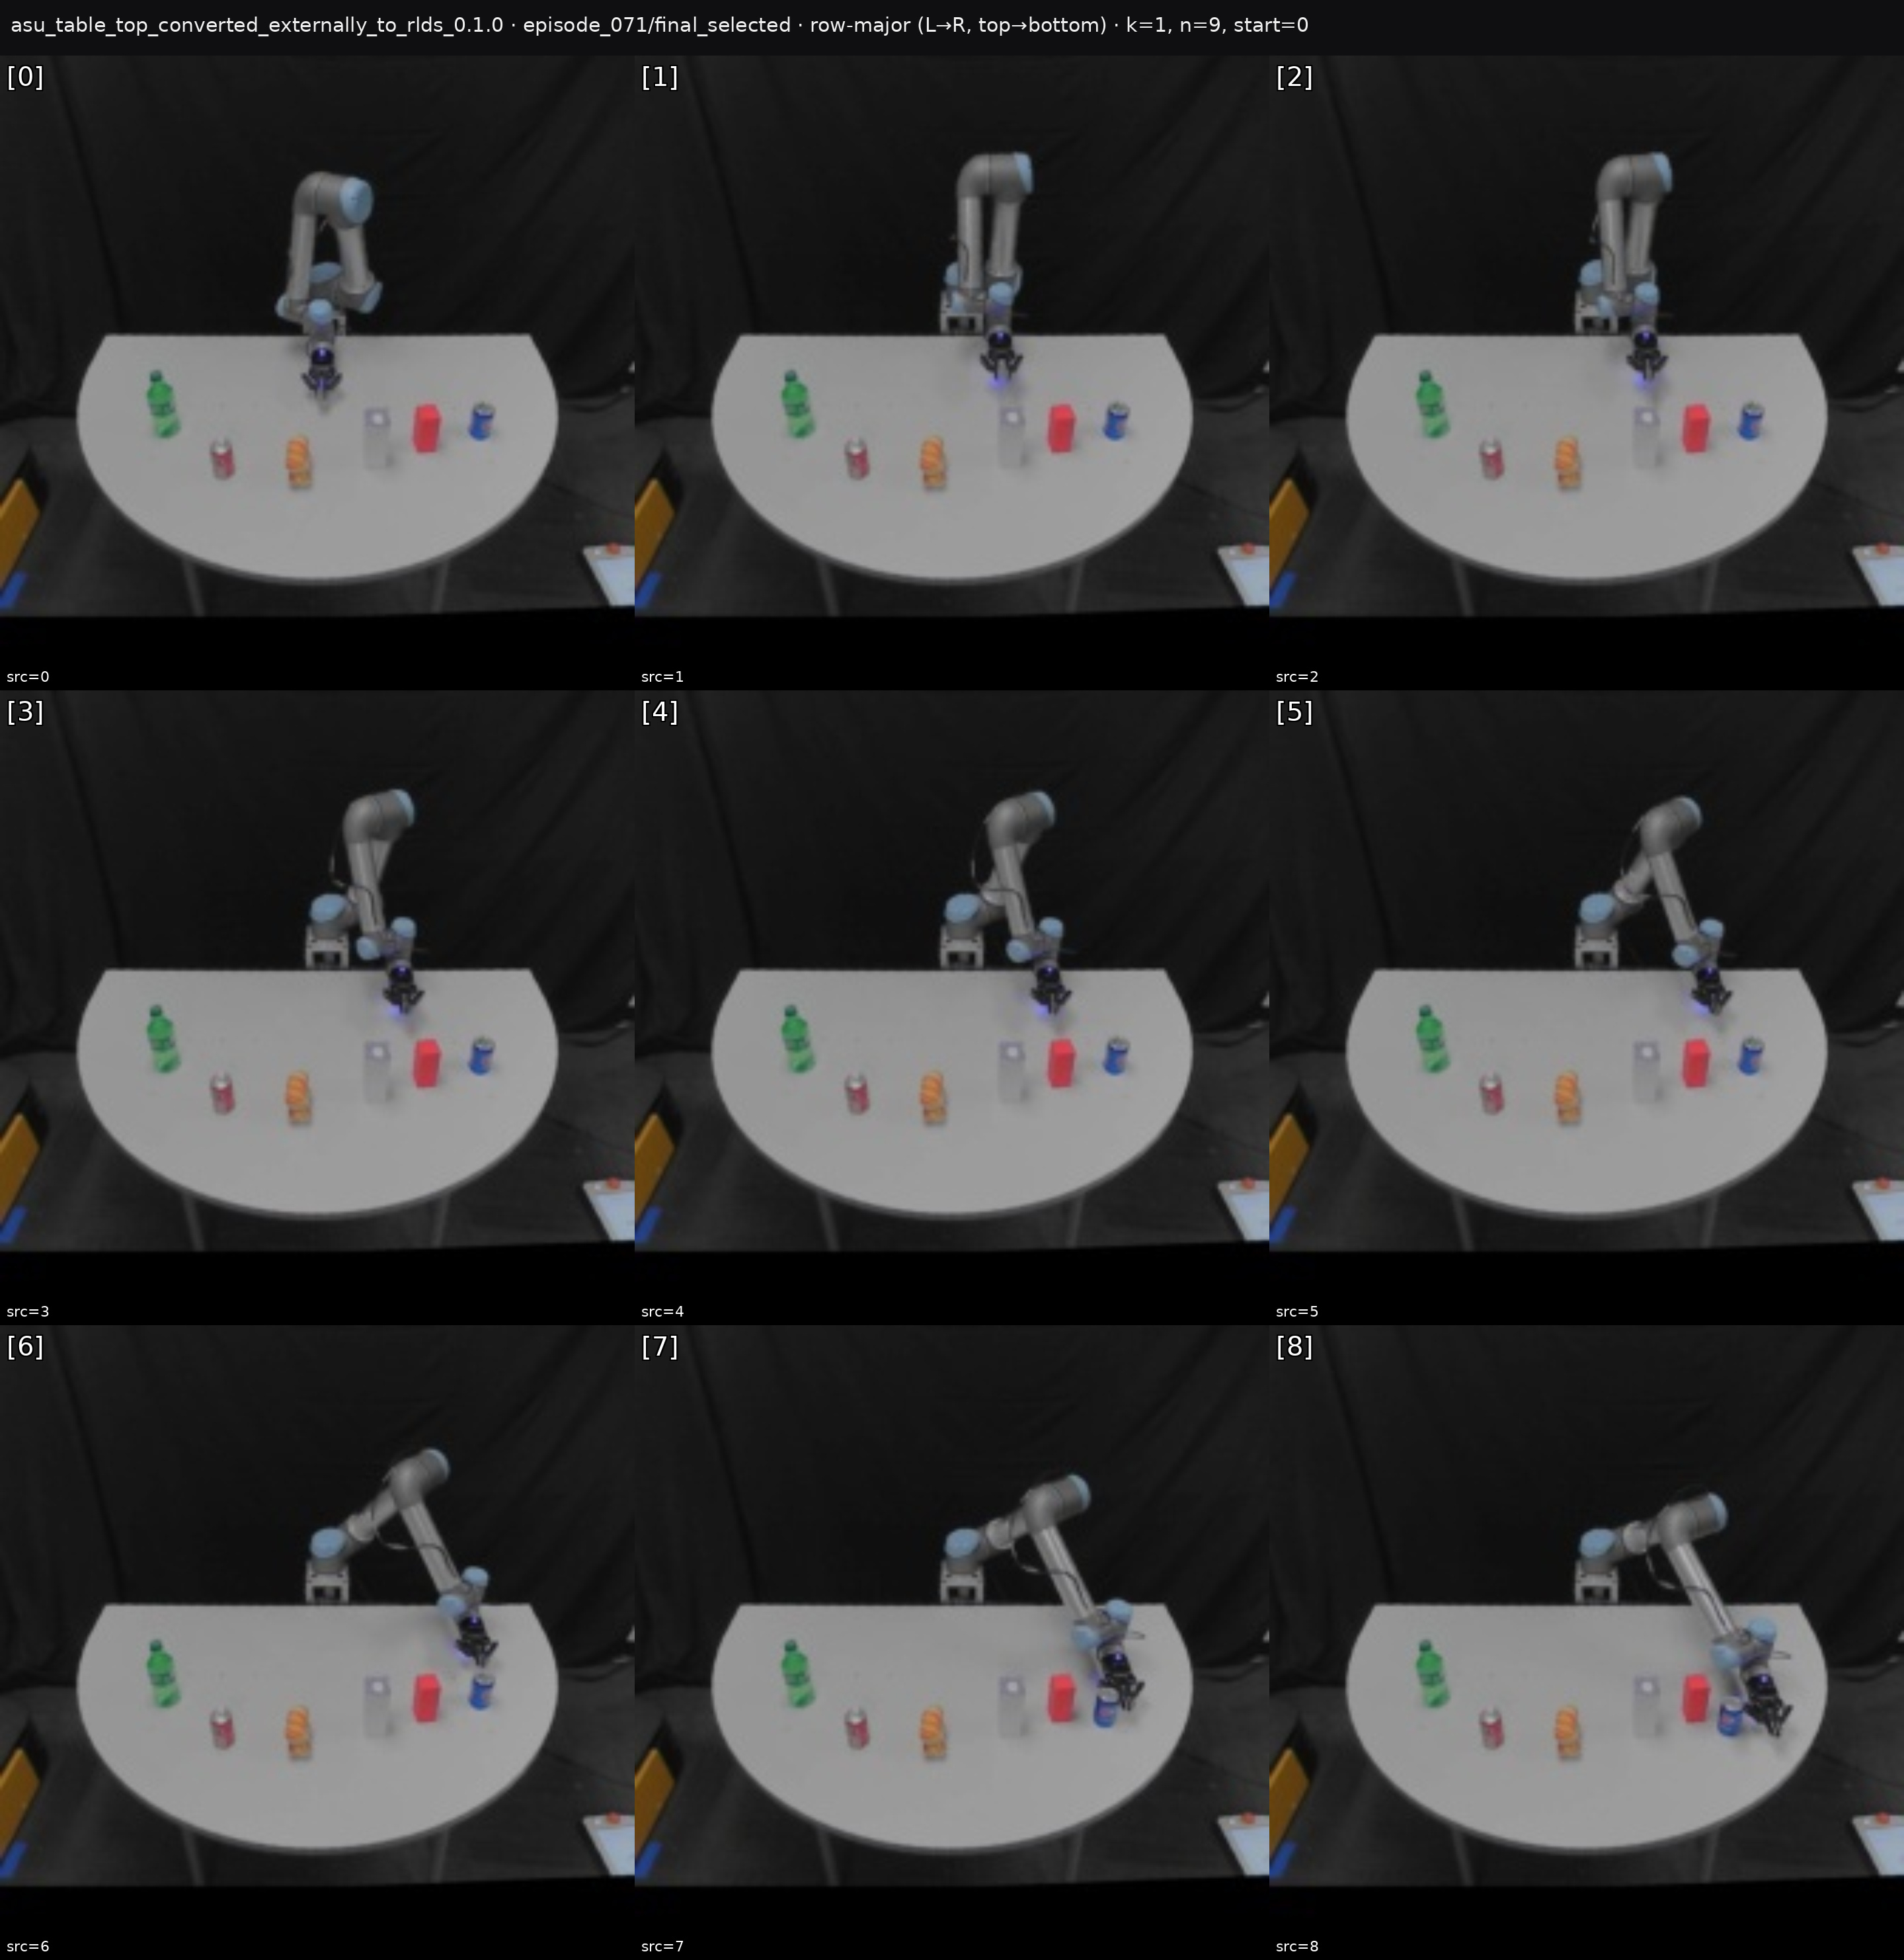 asu_table_top_converted_externally_to_rlds_0.1.0 · episode_071/final_selected · row-major (L→R, top→bottom) · k=1, n=9, start=0
[0]
[1]
[2]
src=0
src=1
src=2
[3]
[4]
[5]
src=3
src=4
src=5
[6]
[7]
[8]
src=6
src=7
src=8